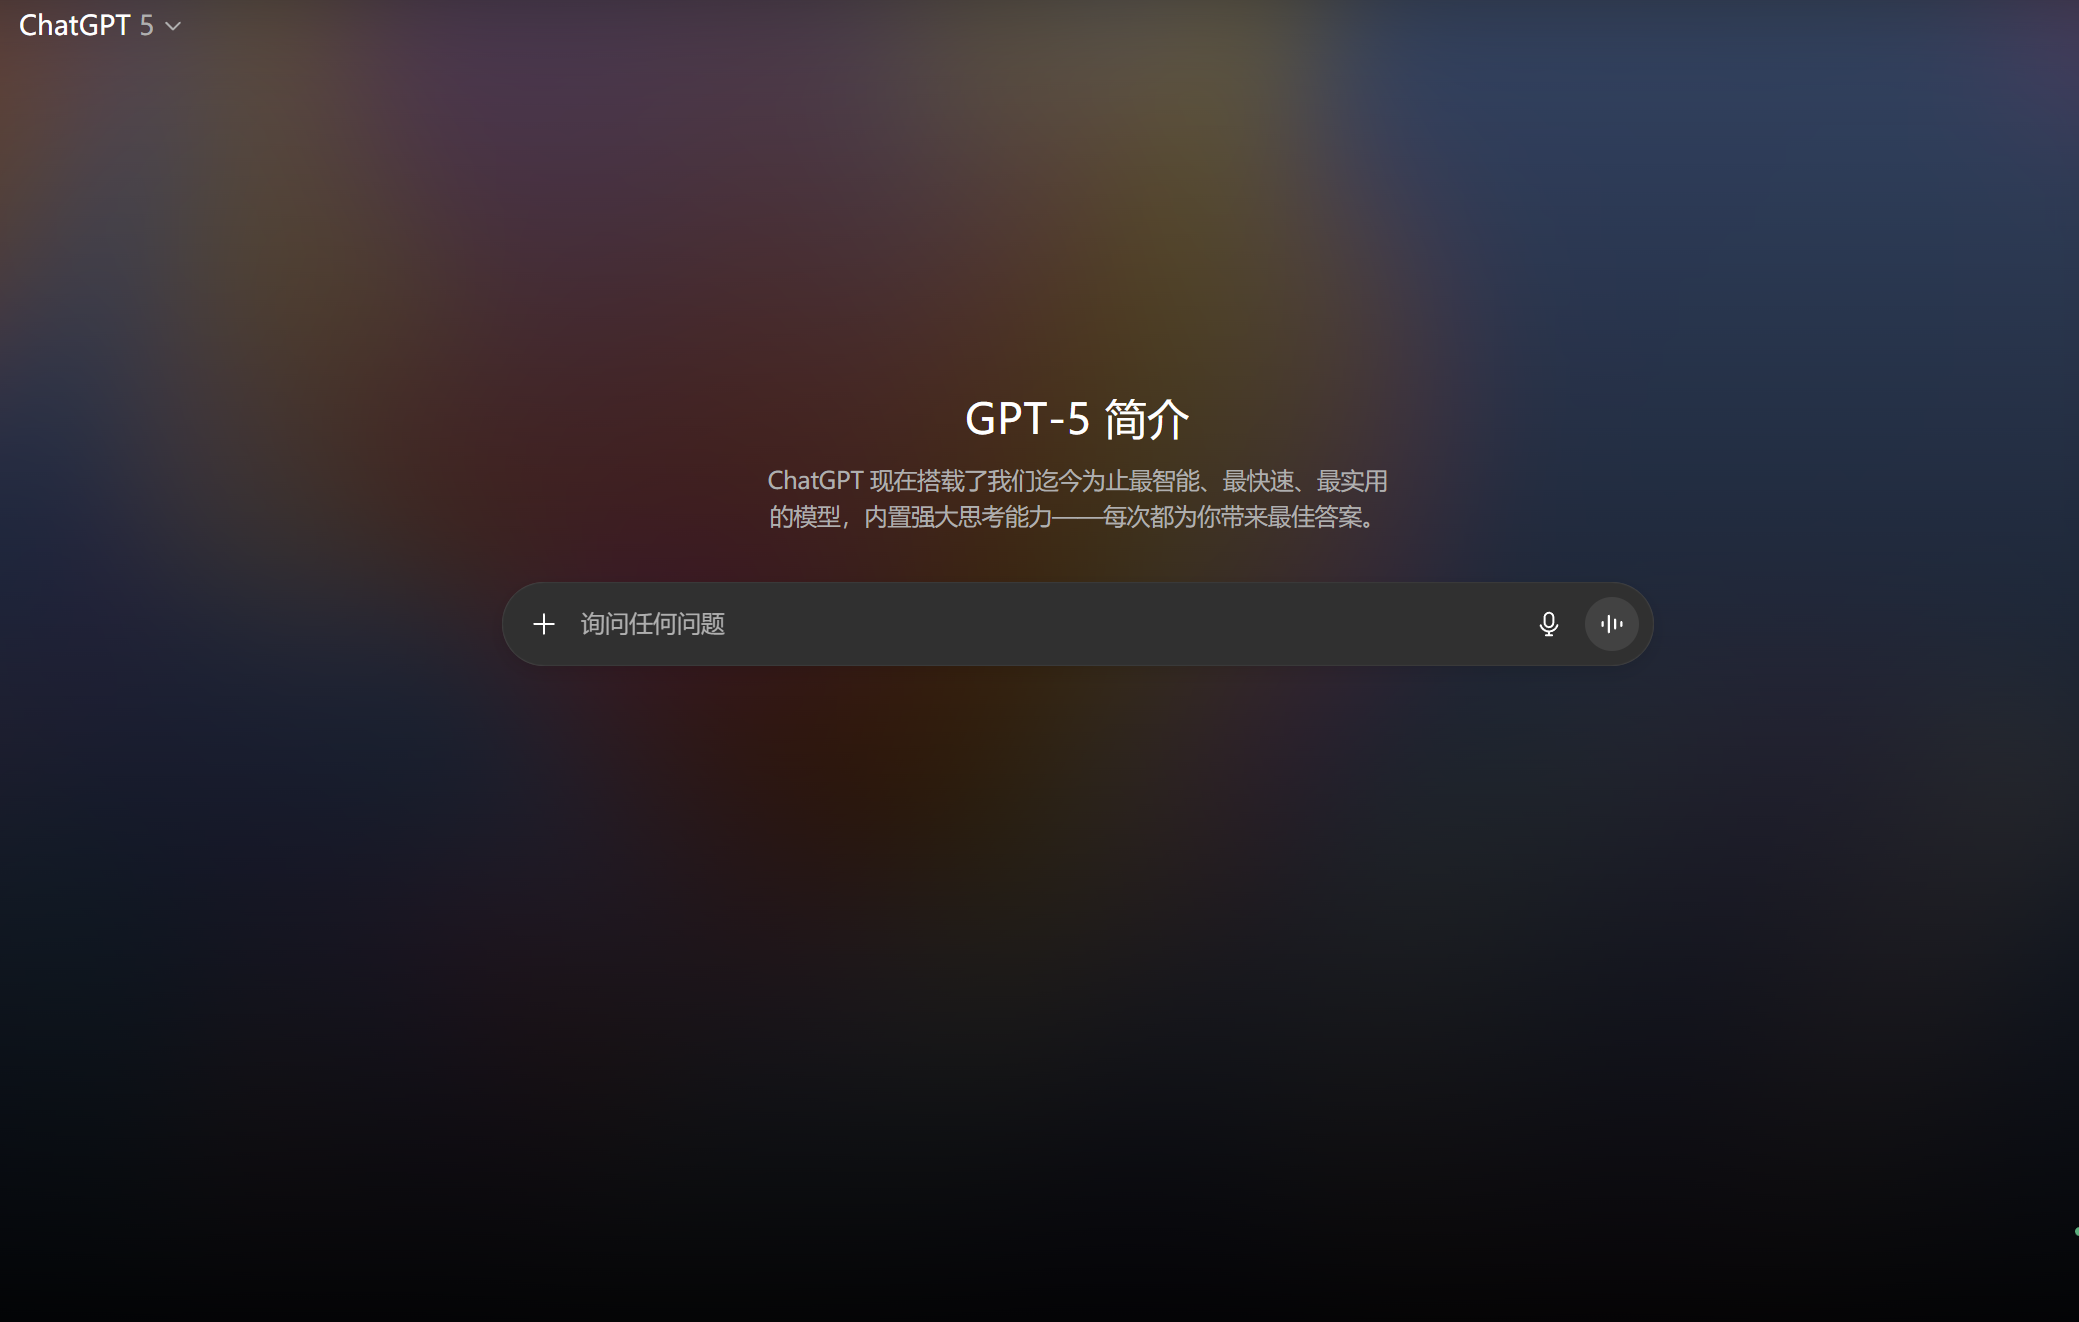 ChatGPT 5
GPT-5 简介
ChatGPT 现在搭载了我们迄今为止最智能、最快速、最实用
的模型，内置强大思考能力——每次都为你带来最佳答案。
询问任何问题